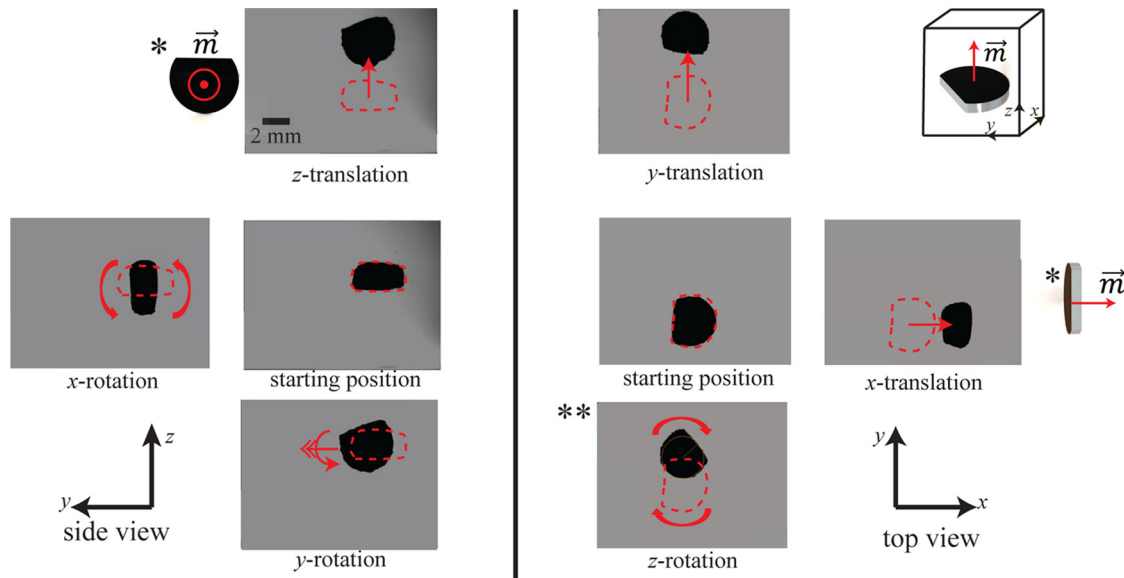 *
m
2 mm
z-translation
x-rotation
starting position
y-rotation
z
y
side view
y-translation
m
z
x
y
starting position
x-translation
*
m
**
z-rotation
y
x
top view